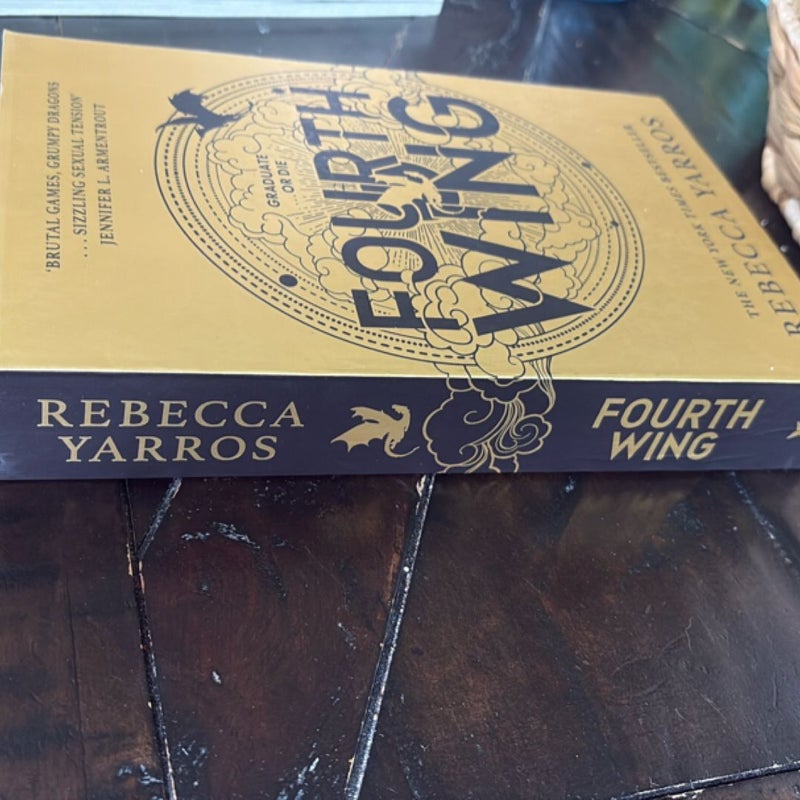 'BRUTAL GAMES, GRUMPY DRAGONS
. . . SIZZLING SEXUAL TENSION'
JENNIFER L. ARMENTROUT
GRADUATE
... OR DIE
FOURTH
WING
THE NEW YORK TIMES BESTSELLER
REBECCA YARROS
REBECCA
YARROS
FOURTH
WING